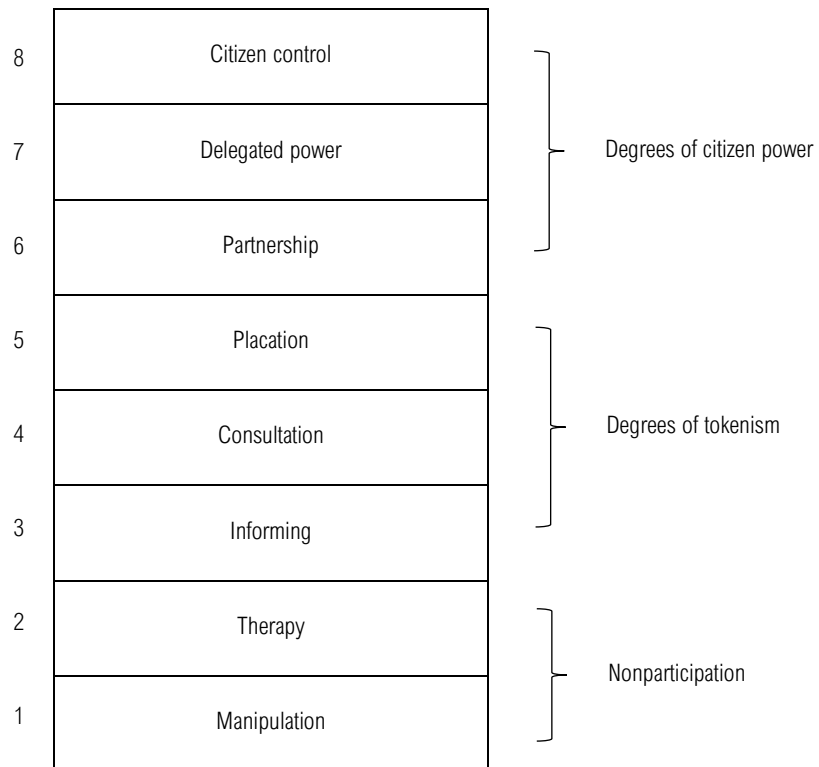 8
Citizen control
7
Delegated power
Degrees of citizen power
6
Partnership
5
Placation
4
Consultation
Degrees of tokenism
3
Informing
2
Therapy
Nonparticipation
1
Manipulation